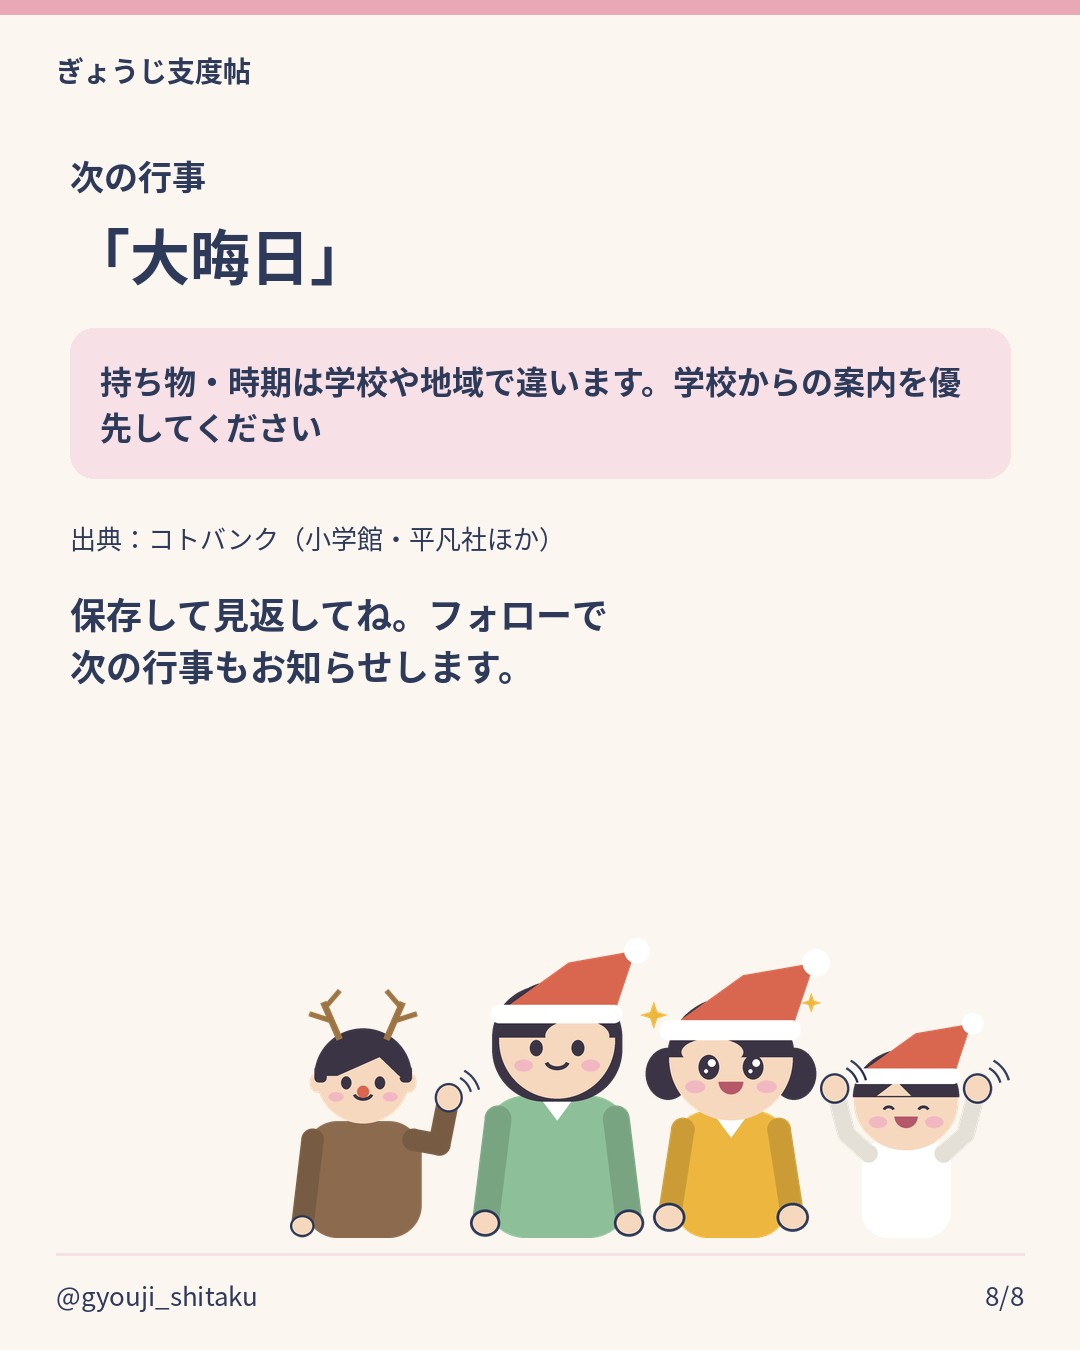 ぎょうじ支度帖
次の行事
「大晦日」
持ち物・時期は学校や地域で違います。学校からの案内を優
先してください
出典：コトバンク（小学館・平凡社ほか）
保存して見返してね。フォローで
次の行事もお知らせします。
@gyouji_shitaku
8/8